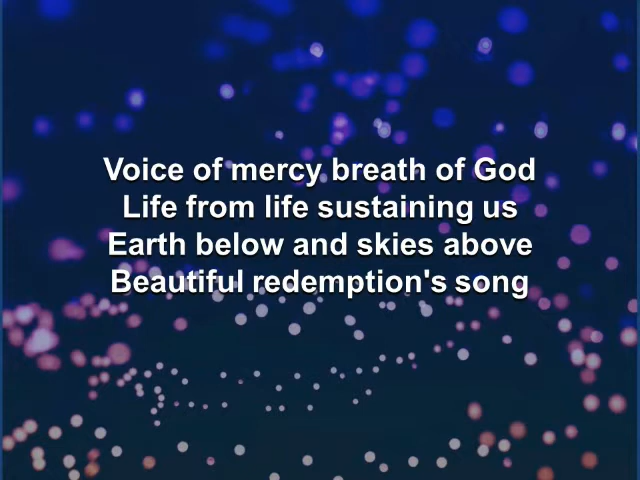 Voice of mercy breath of God
Life from life sustaining us
Earth below and skies above
Beautiful redemption's song